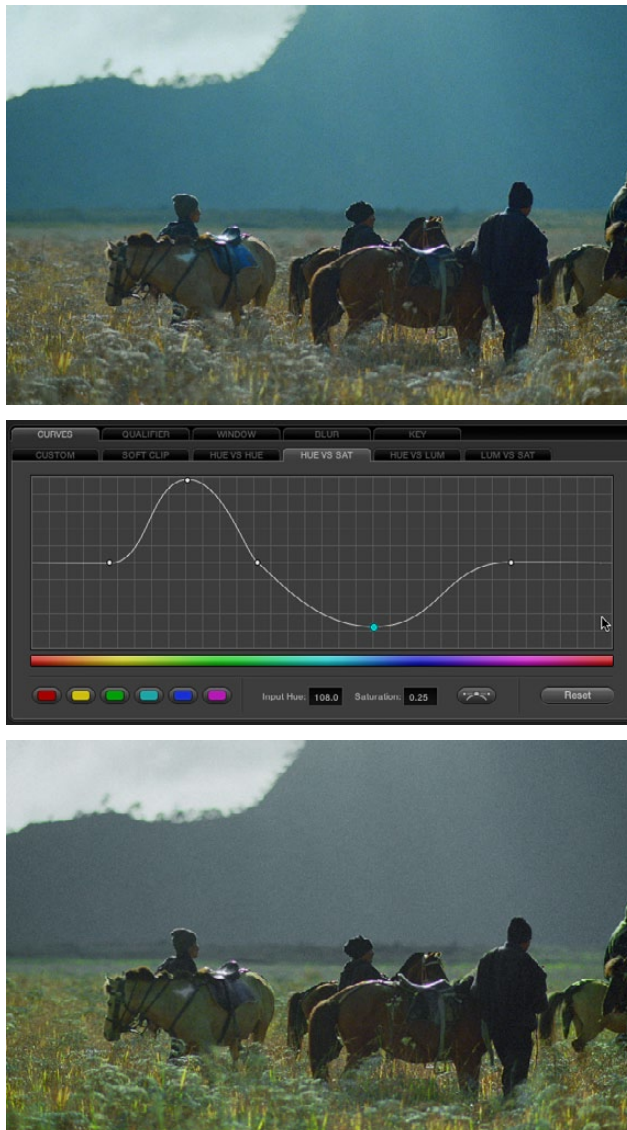 CURVES QUALIFIER WINDOW BLUR KEY
CUSTOM SOFT CLIP HUE VS HUE HUE VS SAT HUE VS LUM LUM VS SAT
Input Hue: 108.0 Saturation: 0.25 Reset